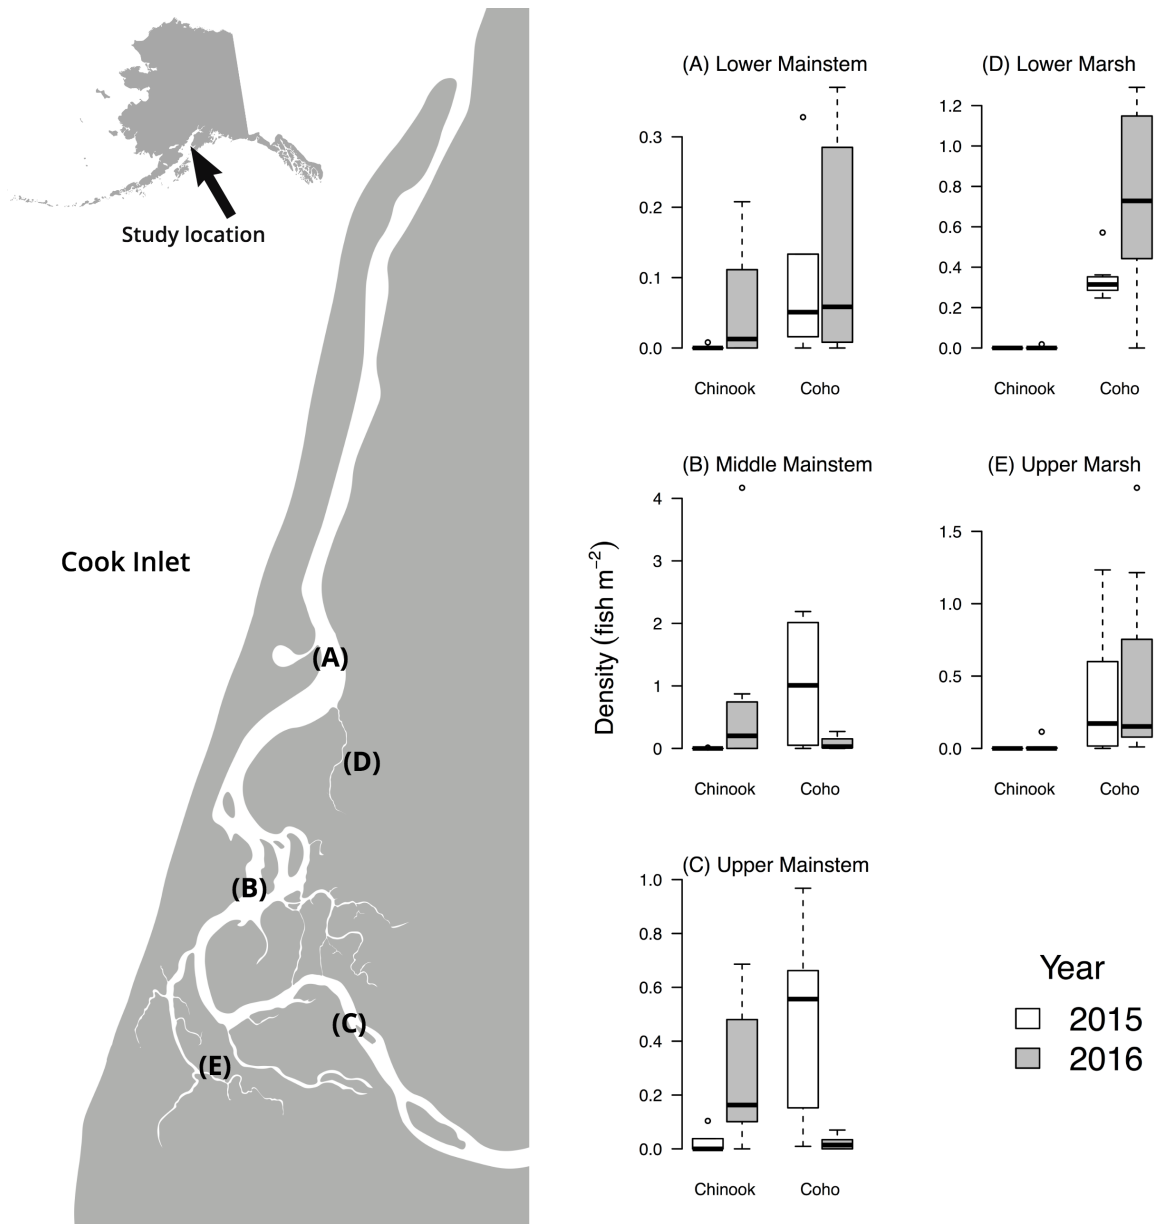 Study location
Cook Inlet
(A)
(D)
(B)
(C)
(E)
(A) Lower Mainstem
0.3
0.2
0.1
0.0
Chinook Coho
(D) Lower Marsh
1.2
1.0
0.8
0.6
0.4
0.2
0.0
Chinook Coho
Density (fish m⁻²)
(B) Middle Mainstem
4
3
2
1
0
Chinook Coho
(E) Upper Marsh
1.5
1.0
0.5
0.0
Chinook Coho
(C) Upper Mainstem
1.0
0.8
0.6
0.4
0.2
0.0
Chinook Coho
Year
2015
2016